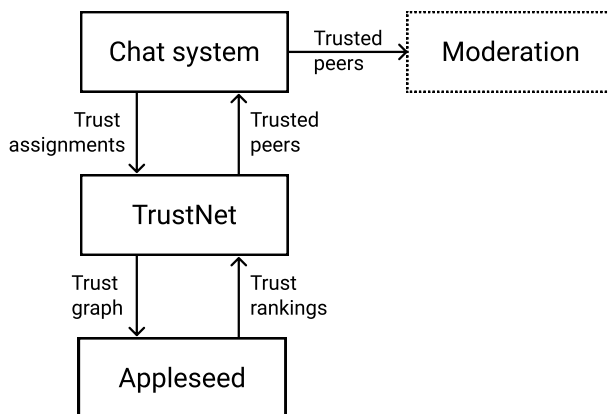 Chat system
Trusted
peers
Moderation
Trust
assignments
Trusted
peers
TrustNet
Trust
graph
Trust
rankings
Appleseed